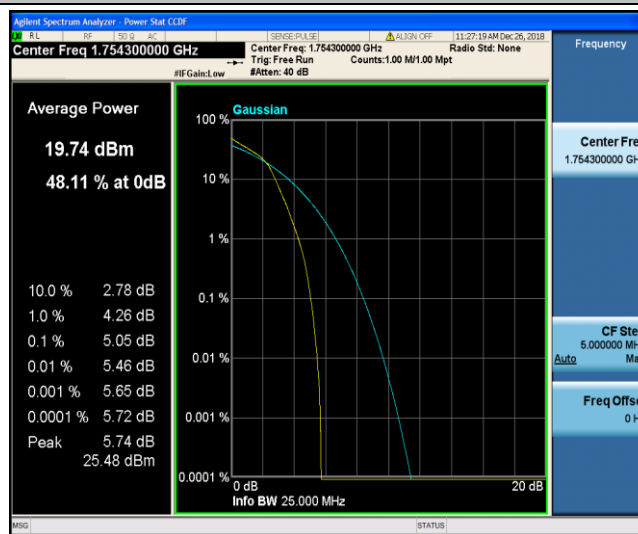 Agilent Spectrum Analyzer - Power Stat CCDF
RL RF 50 Ω AC SENSE:PULSE ALIGN OFF 11:27:19 AM Dec 26, 2018
Center Freq 1.754300000 GHz
Center Freq: 1.754300000 GHz Radio Std: None
Trig: Free Run Counts:1.00 M/1.00 Mpt
#IFGain:Low #Atten: 40 dB
Frequency
Average Power
19.74 dBm
48.11 % at 0dB
10.0 % 2.78 dB
1.0 % 4.26 dB
0.1 % 5.05 dB
0.01 % 5.46 dB
0.001 % 5.65 dB
0.0001 % 5.72 dB
Peak 5.74 dB
25.48 dBm
Gaussian
100 %
10 %
1 %
0.1 %
0.01 %
0.001 %
0.0001 %
0 dB 20 dB
Info BW 25.000 MHz
Center Fre
1.754300000 GH
CF Ste
5.000000 MH
Auto Ma
Freq Offs
0 H
MSG STATUS